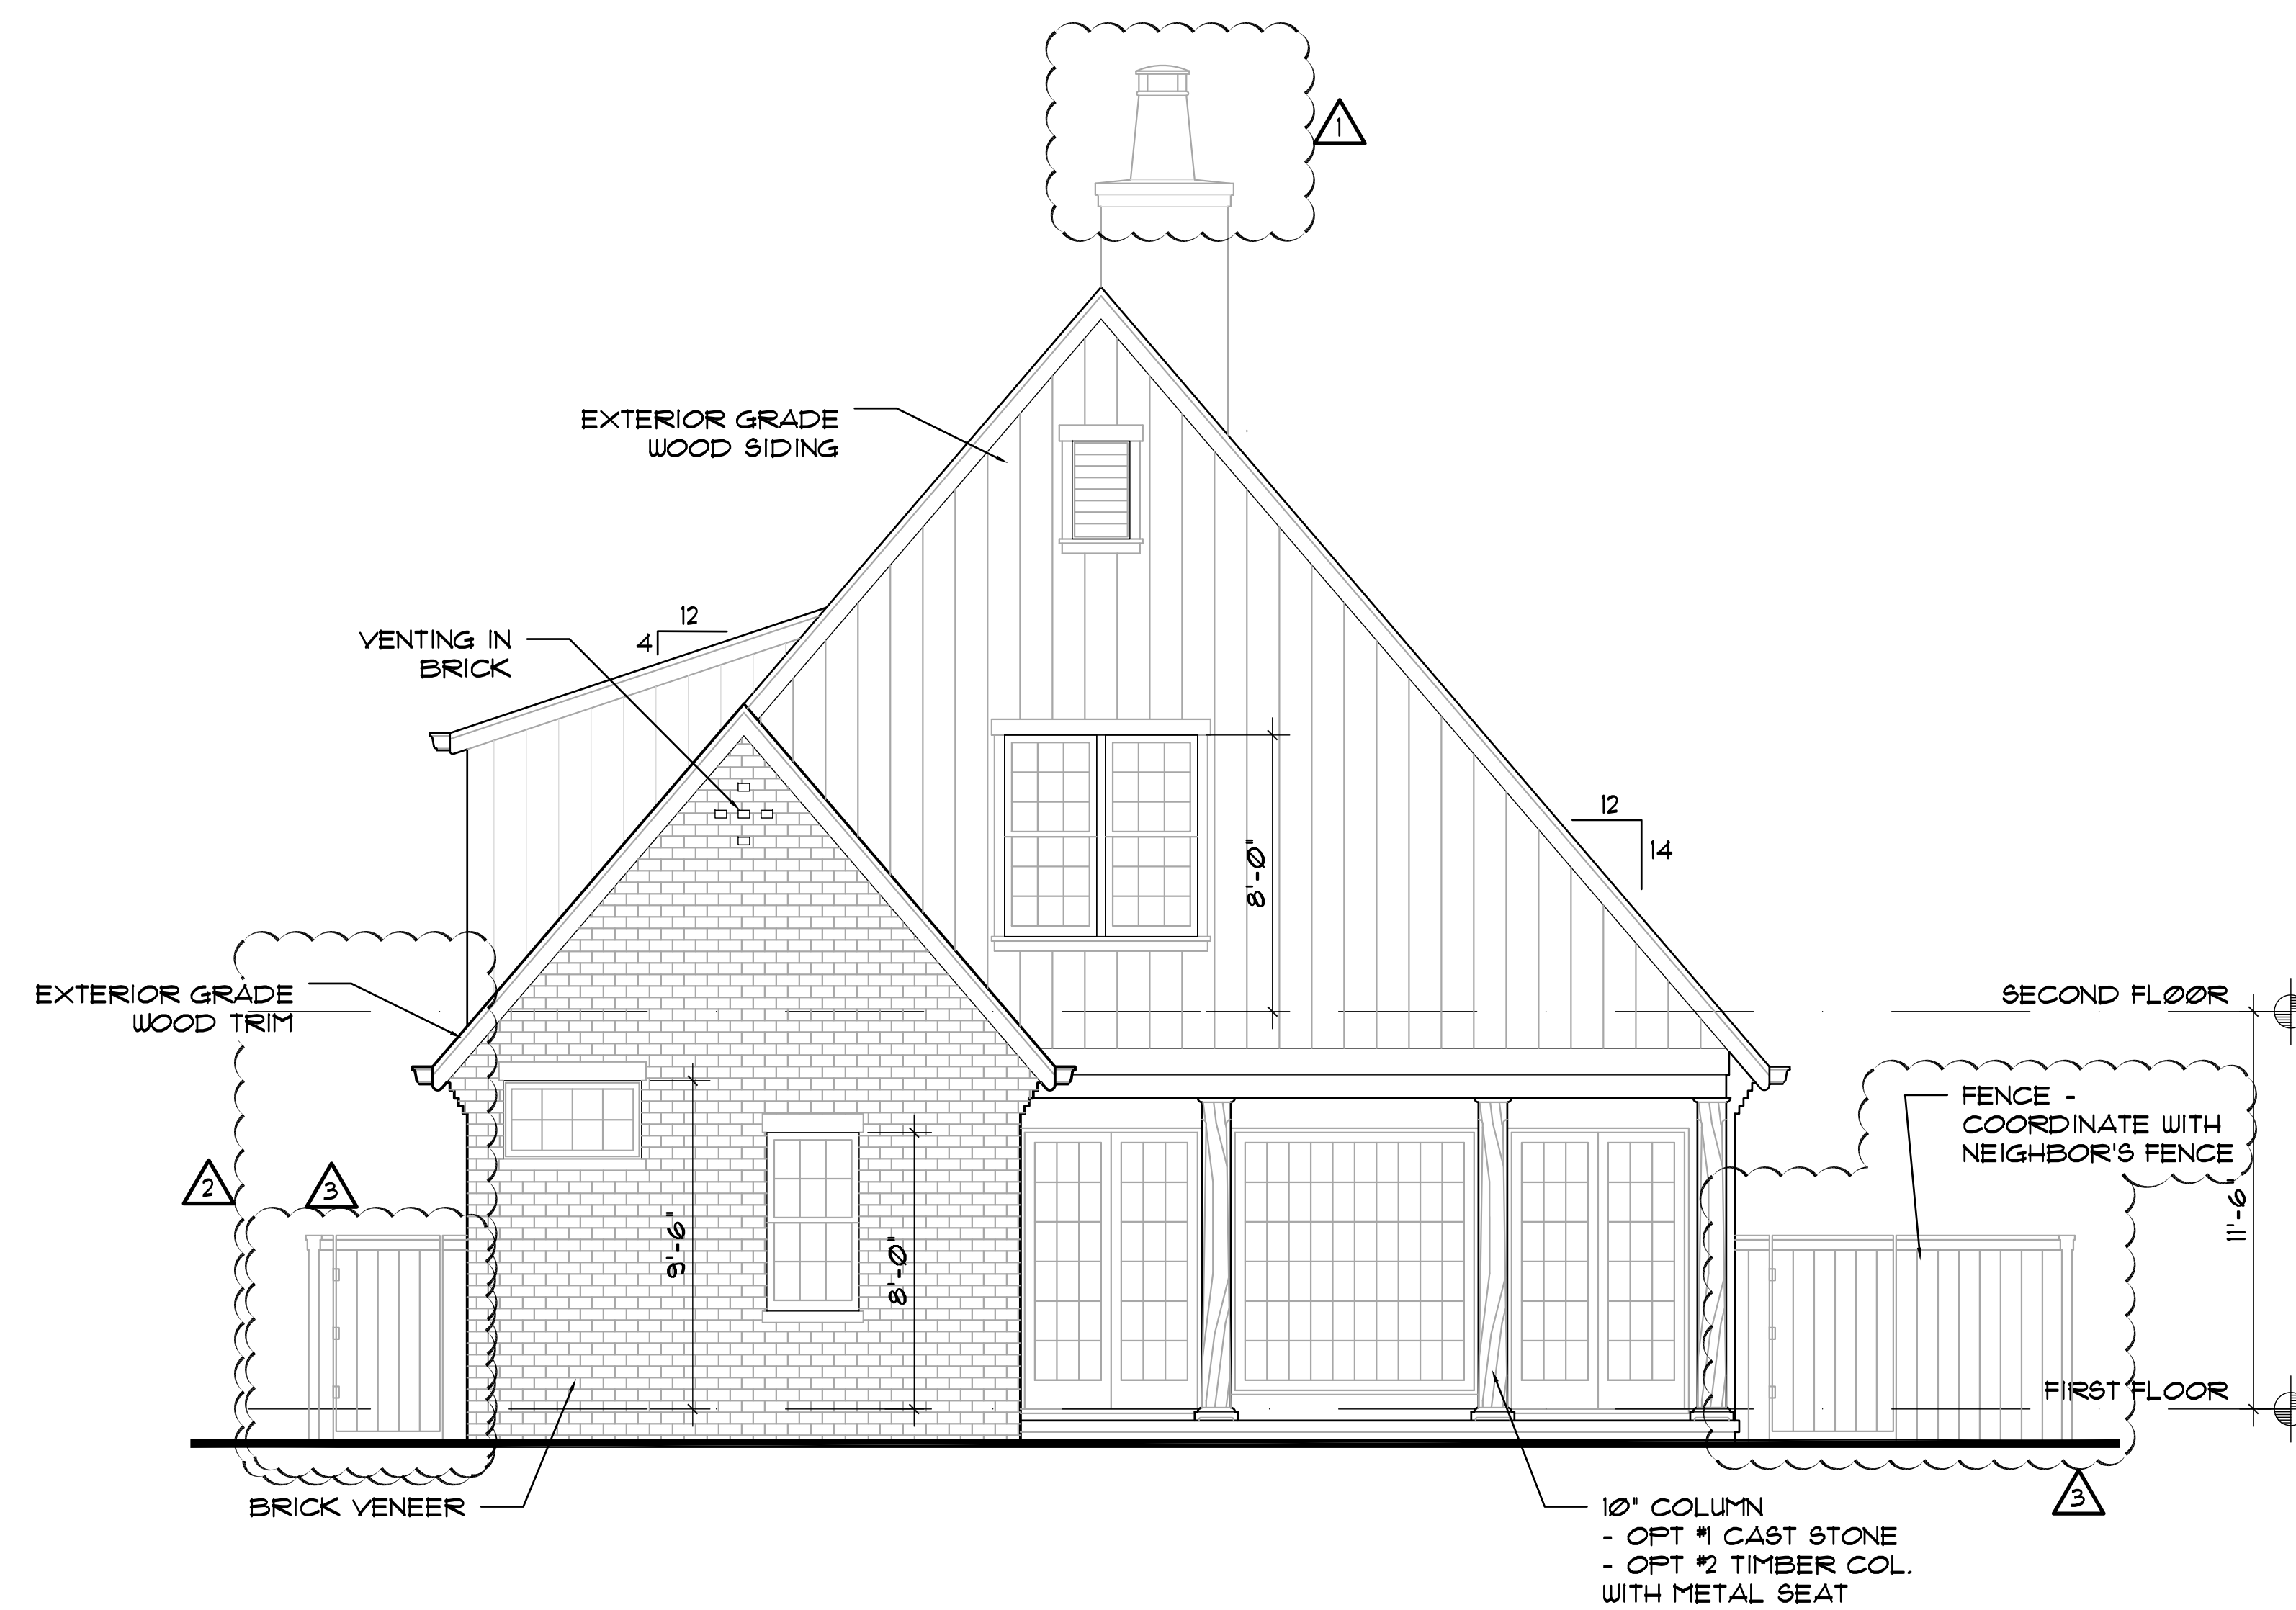 1
EXTERIOR GRADE
WOOD SIDING
12
4
VENTING IN
BRICK
12
14
8'-0"
EXTERIOR GRADE
WOOD TRIM
SECOND FLOOR
FENCE -
COORDINATE WITH
NEIGHBOR'S FENCE
2
3
11'-6"
9'-6"
8'-0"
FIRST FLOOR
BRICK VENEER
10" COLUMN
- OPT #1 CAST STONE
- OPT #2 TIMBER COL.
WITH METAL SEAT
3